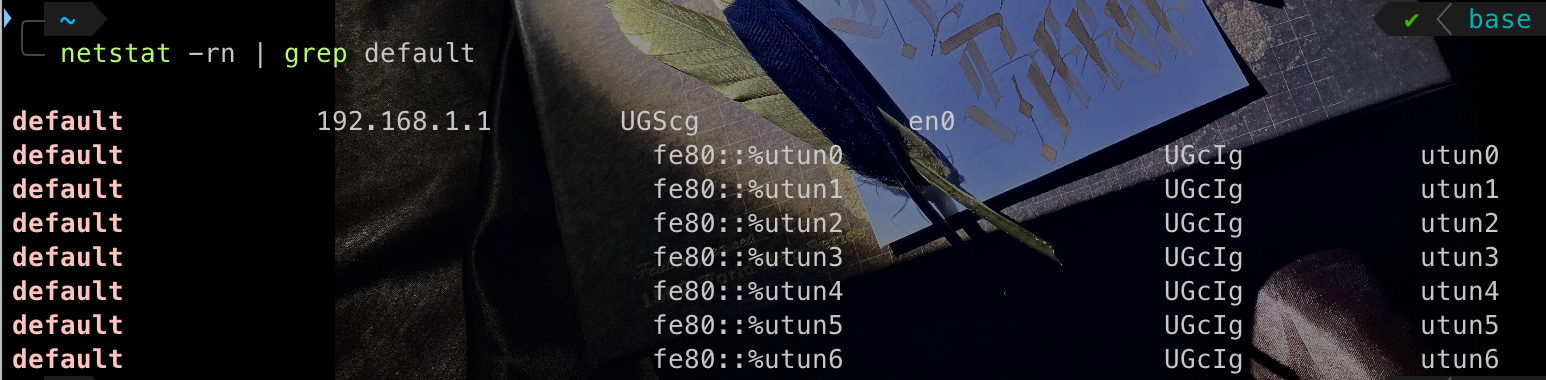 ~ ✔ base
netstat -rn | grep default
default 192.168.1.1 UGScg en0
default fe80::%utun0 UGcIg utun0
default fe80::%utun1 UGcIg utun1
default fe80::%utun2 UGcIg utun2
default fe80::%utun3 UGcIg utun3
default fe80::%utun4 UGcIg utun4
default fe80::%utun5 UGcIg utun5
default fe80::%utun6 UGcIg utun6